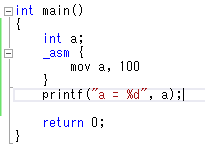 int main()
{
    int a;
    _asm {
        mov a, 100
    }
    printf("a = %d", a);

    return 0;
}